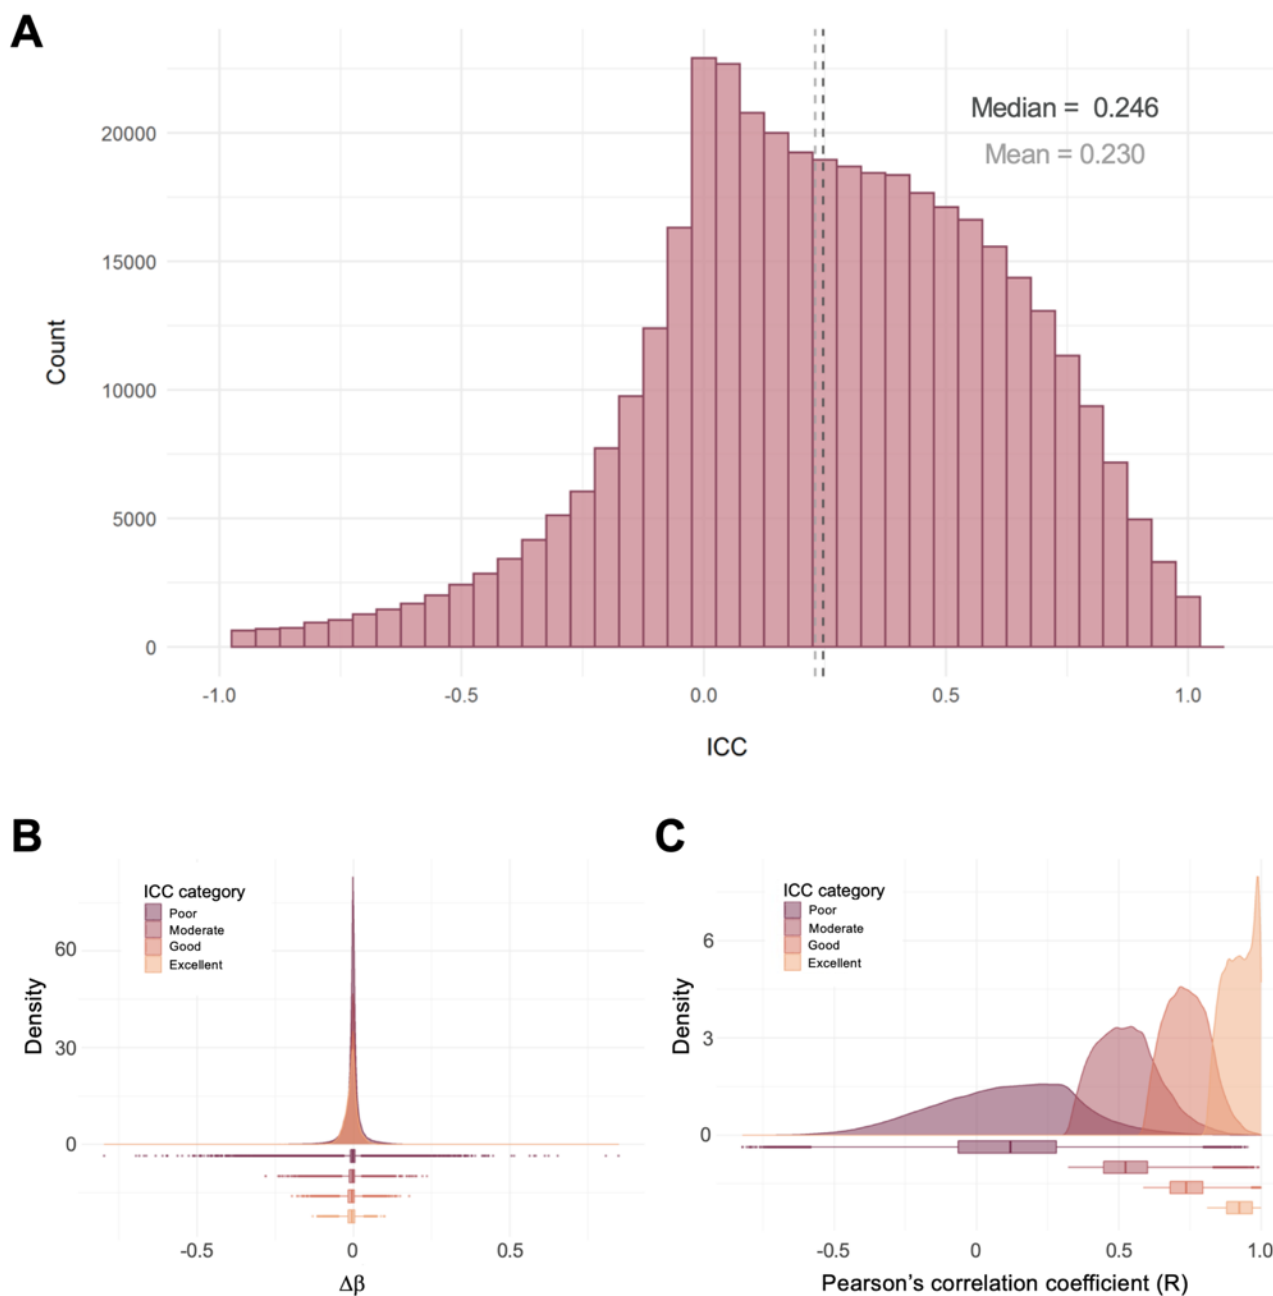 A
Median = 0.246
Mean = 0.230
20000
15000
10000
5000
0
Count
-1.0
-0.5
0.0
0.5
1.0
ICC
B
ICC category
Poor
Moderate
Good
Excellent
60
30
0
Density
-0.5
0
0.5
Δβ
C
ICC category
Poor
Moderate
Good
Excellent
6
3
0
Density
-0.5
0
0.5
1.0
Pearson's correlation coefficient (R)